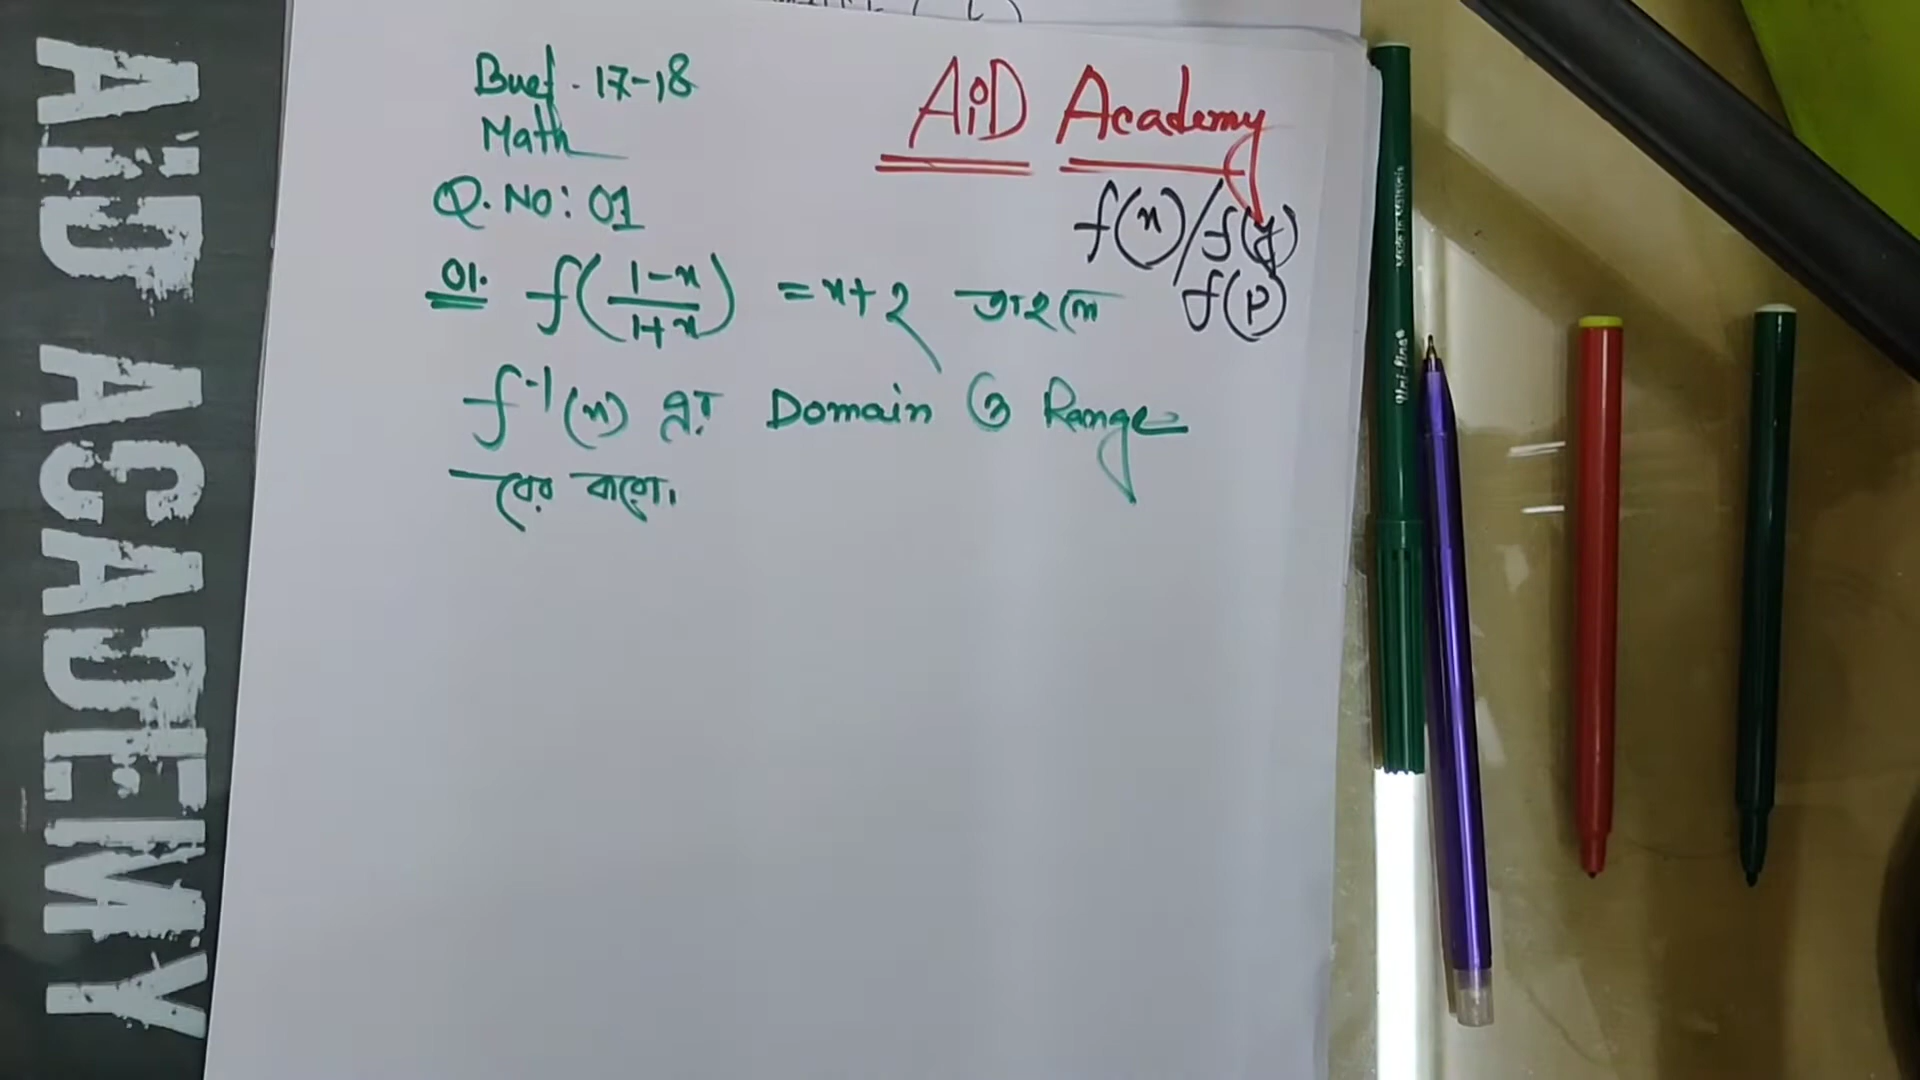 AID ACADEMY
Buet - 17-18
Math
Q. No: 01
AiD Academy
f(x)/f(y)
f(p)
01. f(1-x/1+x) = x+2 তাহলে
f⁻¹(x) এর Domain ও Range
বের করো।